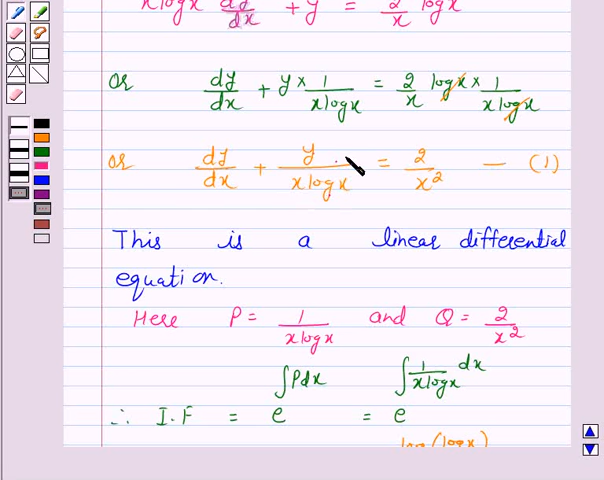 x log x dy/dx + y = 2/x log x
Or dy/dx + y × 1/(x log x) = 2/x log x × 1/(x log x)
Or dy/dx + y/(x log x) = 2/x² — (1)
This is a linear differential
equation.
Here P = 1/(x log x) and Q = 2/x²
∴ I.F = e^(∫Pdx) = e^(∫ 1/(x log x) dx)
log(log x)